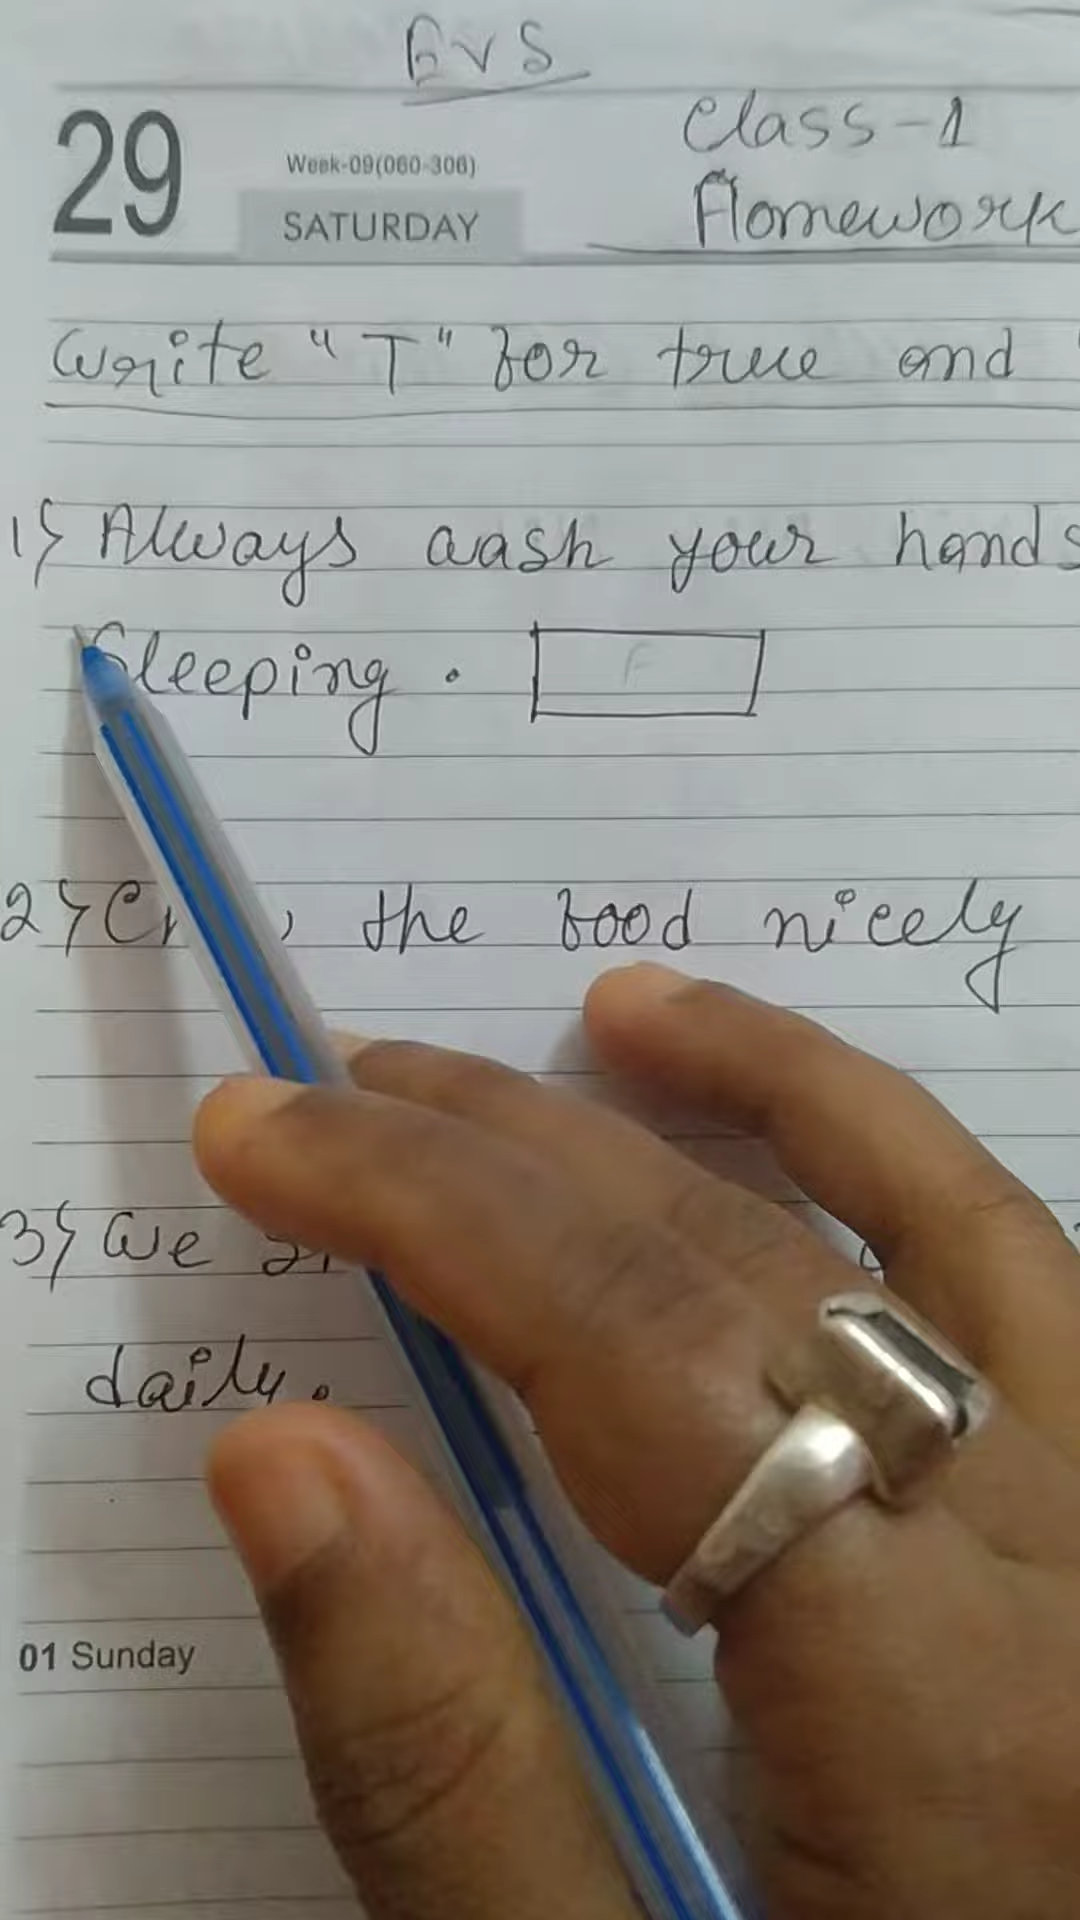 EVS
29
Week-09(060-306)
SATURDAY
Class-1
Homework
Write "T" for true and
1} Always aash your hands
Sleeping.
F
2} the food nicely
3} We
daily.
01 Sunday